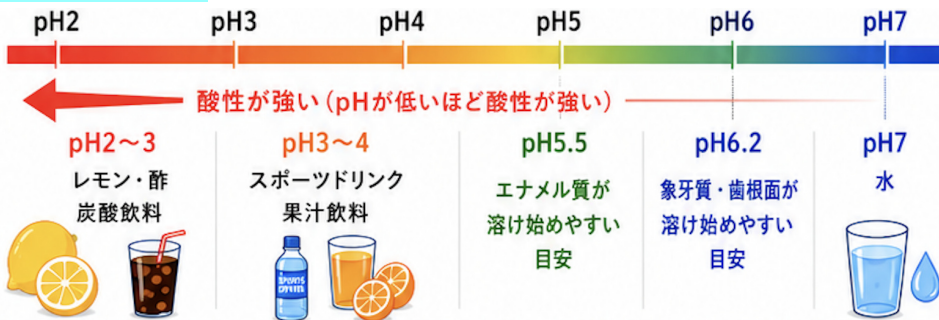 pH2 pH3 pH4 pH5 pH6 pH7
酸性が強い(pHが低いほど酸性が強い)
pH2〜3
レモン・酢
炭酸飲料
pH3〜4
スポーツドリンク
果汁飲料
SPORTS
DRINK
pH5.5
エナメル質が
溶け始めやすい
目安
pH6.2
象牙質・歯根面が
溶け始めやすい
目安
pH7
水